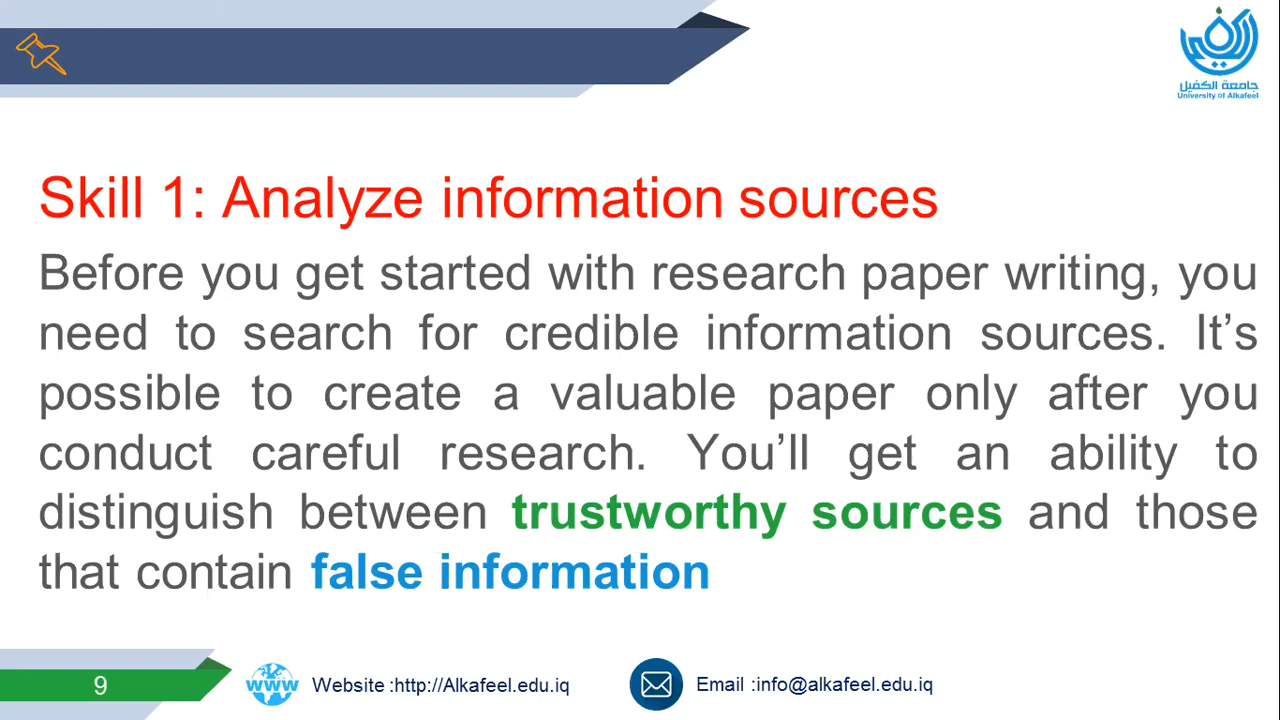 جامعة الكفيل
University of Alkafeel
Skill 1: Analyze information sources
Before you get started with research paper writing, you
need to search for credible information sources. It’s
possible to create a valuable paper only after you
conduct careful research. You’ll get an ability to
distinguish between trustworthy sources and those
that contain false information
9
WWW
Website :http://Alkafeel.edu.iq
Email :info@alkafeel.edu.iq